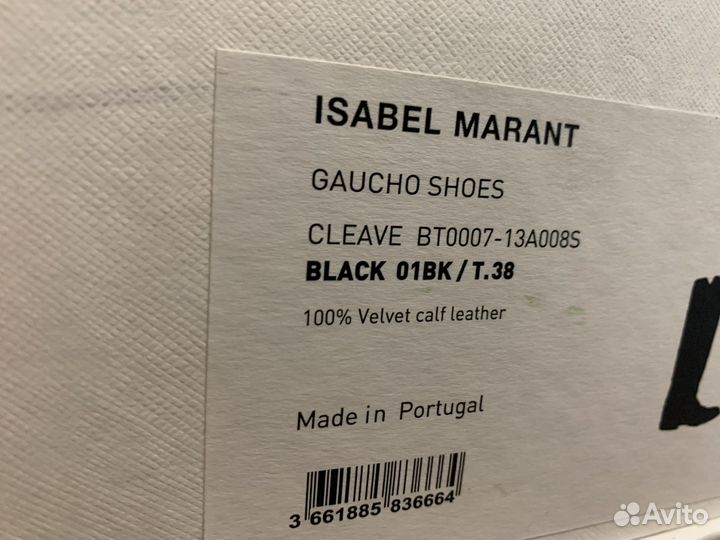 ISABEL MARANT
GAUCHO SHOES
CLEAVE BT0007-13A008S
BLACK 01BK / T.38
100% Velvet calf leather
Made in Portugal
3 661885 836664
Avito